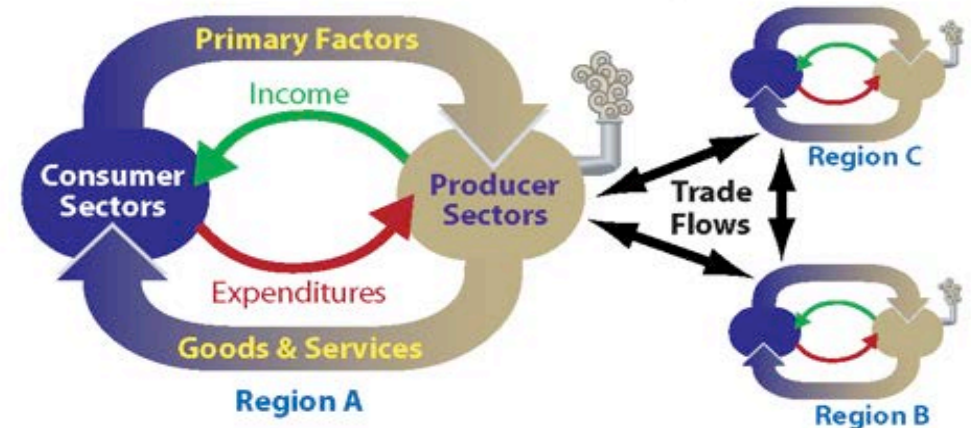 Primary Factors
Income
Consumer
Sectors
Producer
Sectors
Expenditures
Goods & Services
Region A
Region C
Trade
Flows
Region B